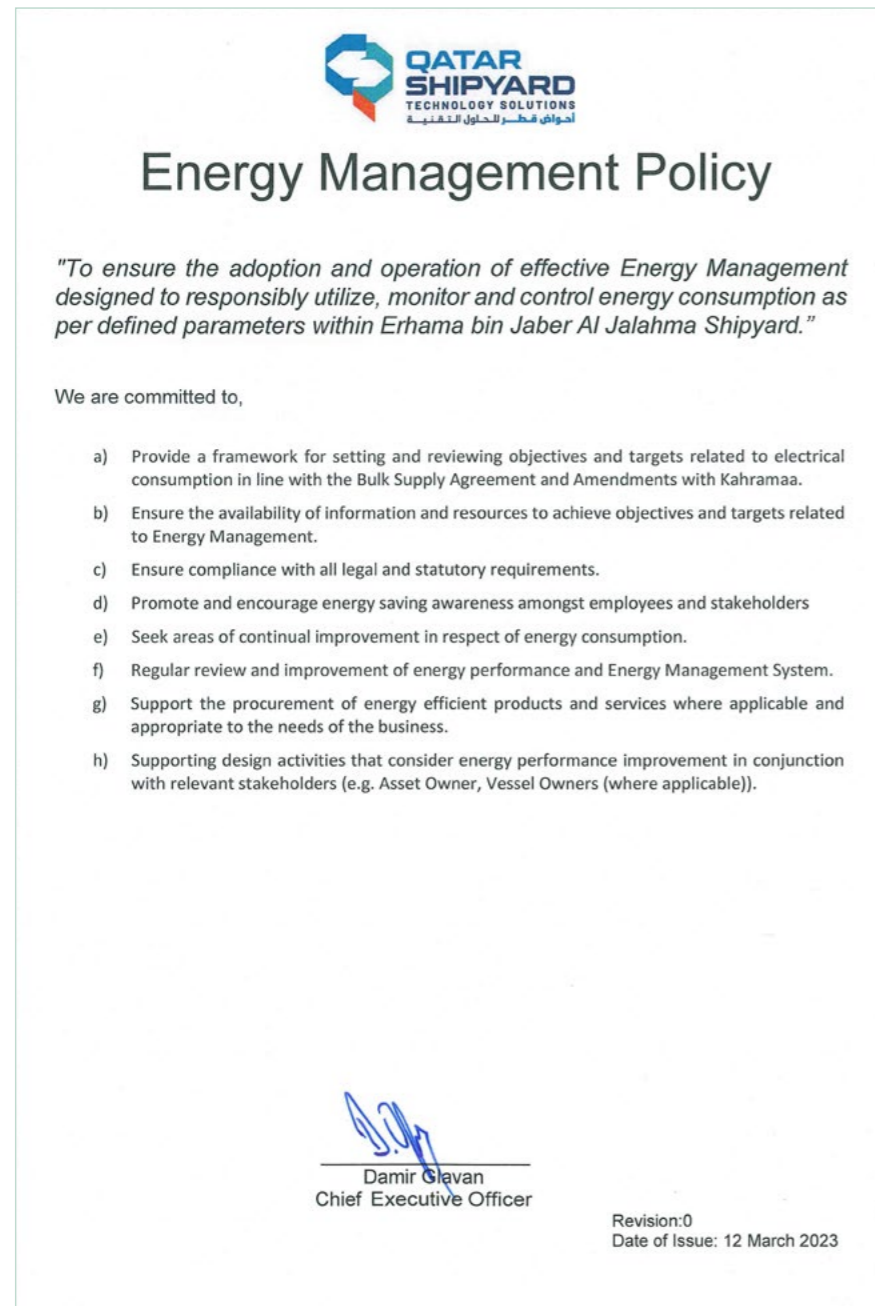 QATAR
SHIPYARD
TECHNOLOGY SOLUTIONS
أحواض قطر للحلول التقنية
Energy Management Policy
"To ensure the adoption and operation of effective Energy Management
designed to responsibly utilize, monitor and control energy consumption as
per defined parameters within Erhama bin Jaber Al Jalahma Shipyard."
We are committed to,
a) Provide a framework for setting and reviewing objectives and targets related to electrical
consumption in line with the Bulk Supply Agreement and Amendments with Kahramaa.
b) Ensure the availability of information and resources to achieve objectives and targets related
to Energy Management.
c) Ensure compliance with all legal and statutory requirements.
d) Promote and encourage energy saving awareness amongst employees and stakeholders
e) Seek areas of continual improvement in respect of energy consumption.
f) Regular review and improvement of energy performance and Energy Management System.
g) Support the procurement of energy efficient products and services where applicable and
appropriate to the needs of the business.
h) Supporting design activities that consider energy performance improvement in conjunction
with relevant stakeholders (e.g. Asset Owner, Vessel Owners (where applicable)).
Damir Glavan
Chief Executive Officer
Revision:0
Date of Issue: 12 March 2023